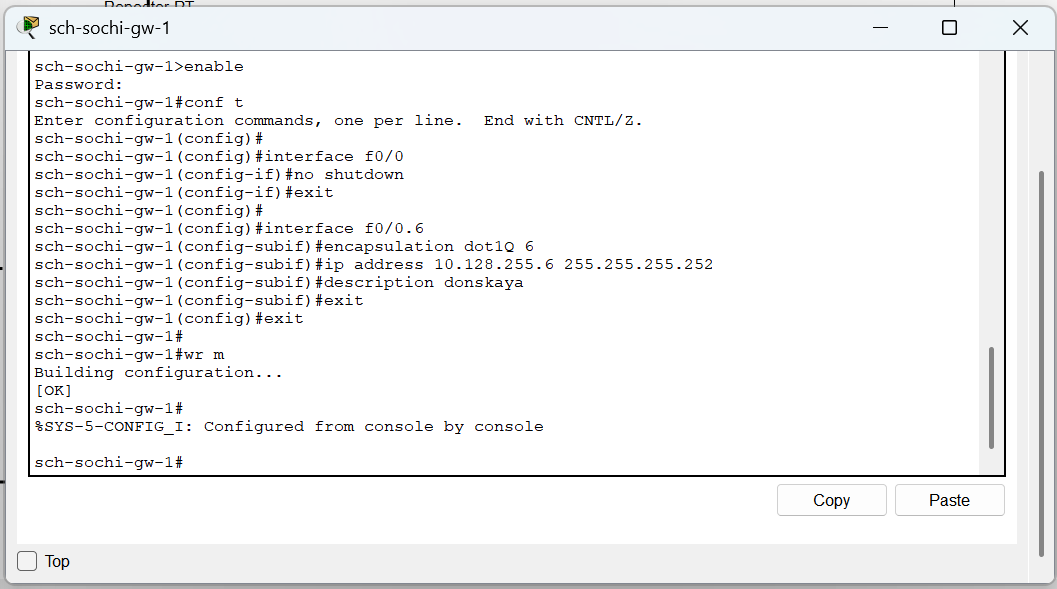 Repeater PT
sch-sochi-gw-1
sch-sochi-gw-1>enable
Password:
sch-sochi-gw-1#conf t
Enter configuration commands, one per line.  End with CNTL/Z.
sch-sochi-gw-1(config)#
sch-sochi-gw-1(config)#interface f0/0
sch-sochi-gw-1(config-if)#no shutdown
sch-sochi-gw-1(config-if)#exit
sch-sochi-gw-1(config)#
sch-sochi-gw-1(config)#interface f0/0.6
sch-sochi-gw-1(config-subif)#encapsulation dot1Q 6
sch-sochi-gw-1(config-subif)#ip address 10.128.255.6 255.255.255.252
sch-sochi-gw-1(config-subif)#description donskaya
sch-sochi-gw-1(config-subif)#exit
sch-sochi-gw-1(config)#exit
sch-sochi-gw-1#
sch-sochi-gw-1#wr m
Building configuration...
[OK]
sch-sochi-gw-1#
%SYS-5-CONFIG_I: Configured from console by console
sch-sochi-gw-1#
Copy
Paste
Top